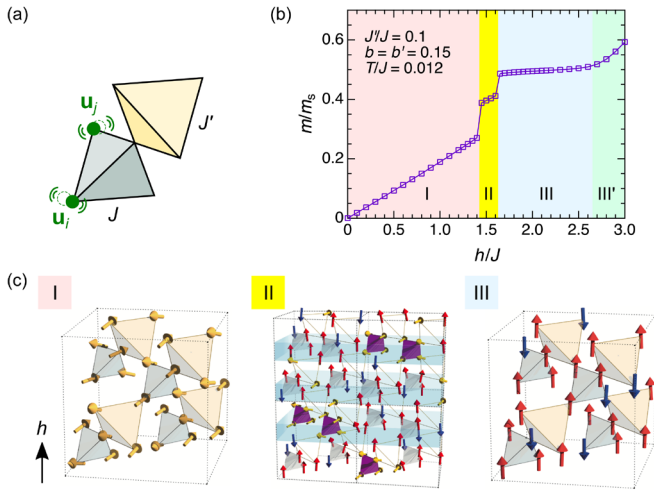 (a)
u_j
J'
u_i
J
(b)
J'/J = 0.1
b = b' = 0.15
T/J = 0.012
m/m_s
0.6
0.4
0.2
0
I
II
III
III'
0.0
0.5
1.0
1.5
2.0
2.5
3.0
h/J
(c)
I
II
III
h